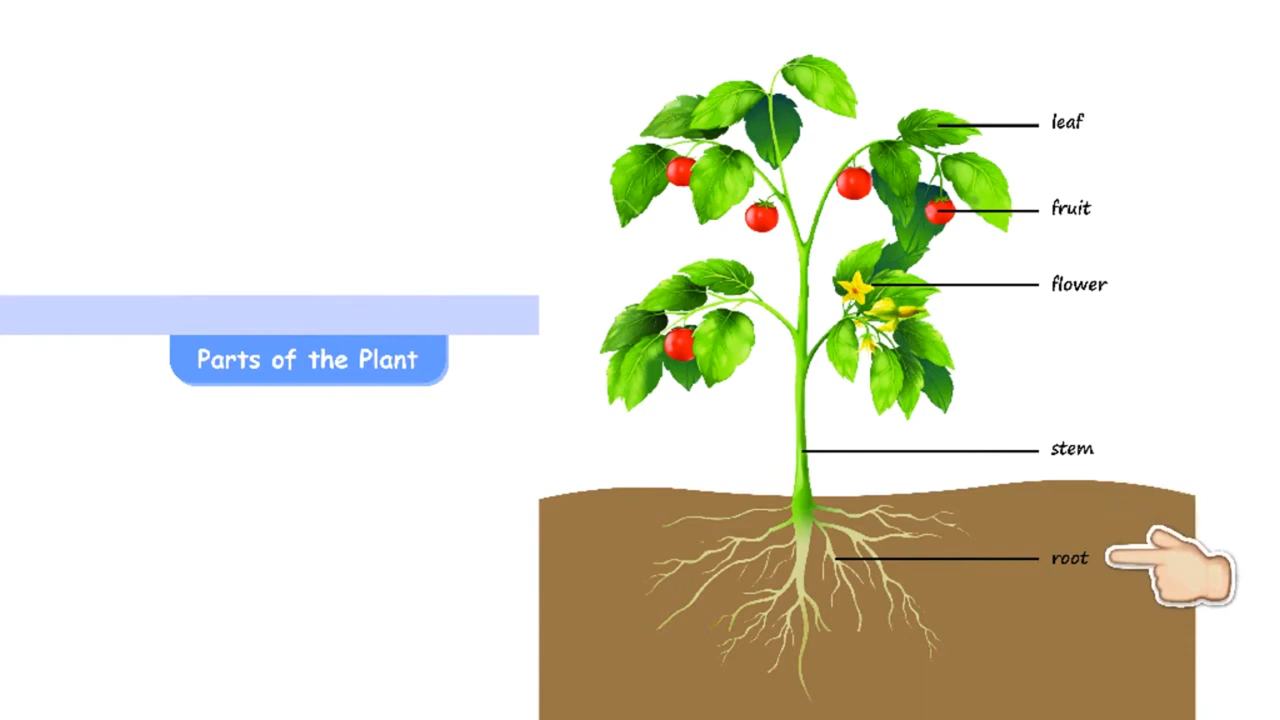 Parts of the Plant
leaf
fruit
flower
stem
root